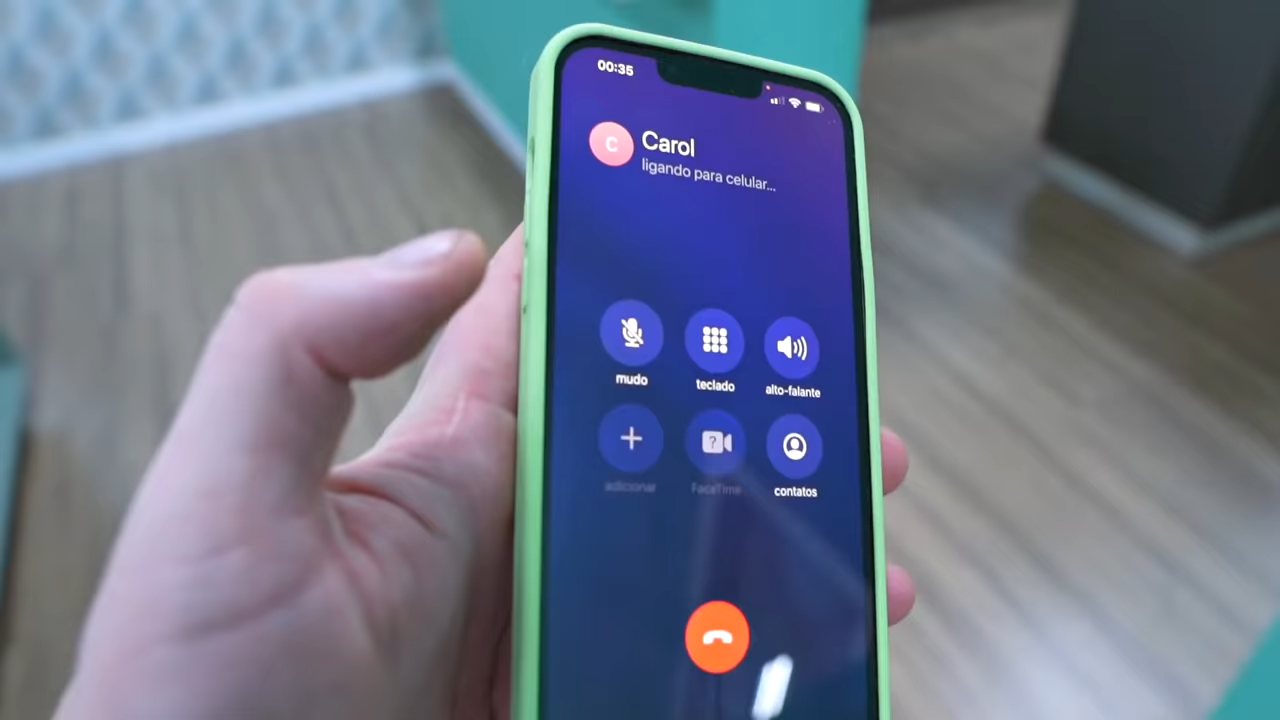 00:35
C
Carol
ligando para celular...
mudo
teclado
alto-falante
?
adicionar
FaceTime
contatos